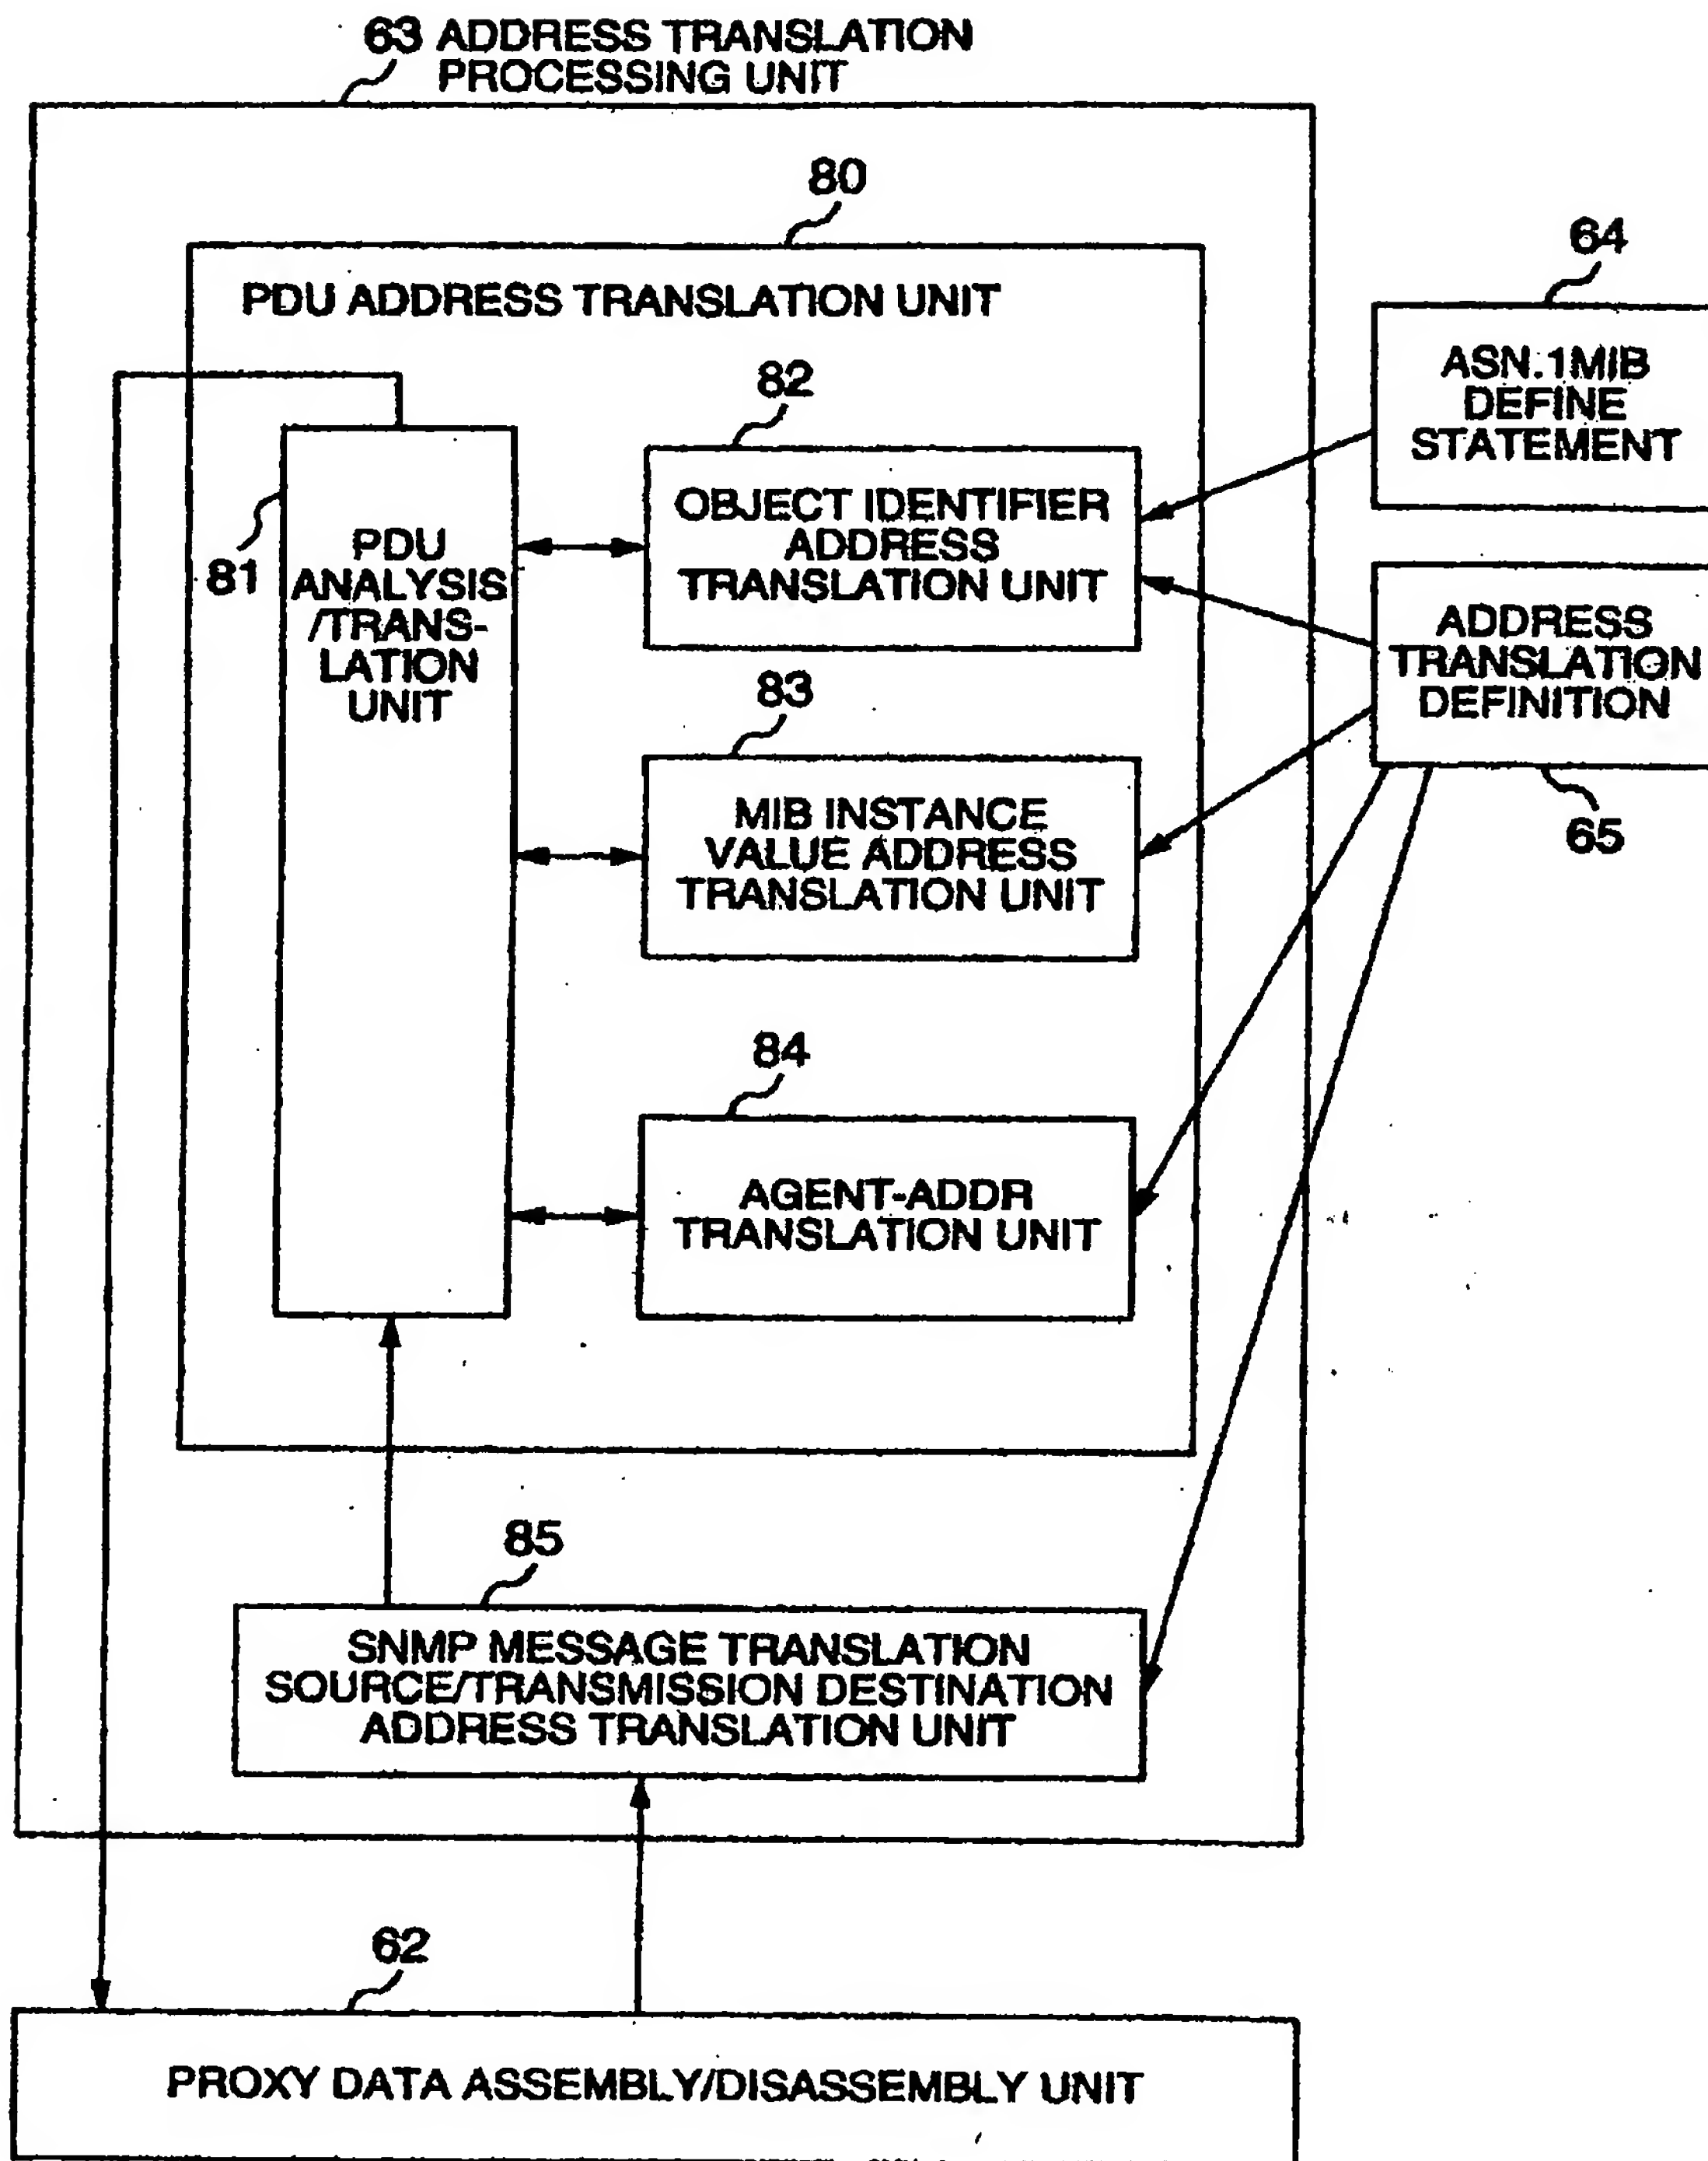 63 ADDRESS TRANSLATION
PROCESSING UNIT
80
PDU ADDRESS TRANSLATION UNIT
64
ASN.1MIB
DEFINE
STATEMENT
82
OBJECT IDENTIFIER
ADDRESS
TRANSLATION UNIT
81
PDU
ANALYSIS
/TRANS-
LATION
UNIT
ADDRESS
TRANSLATION
DEFINITION
65
83
MIB INSTANCE
VALUE ADDRESS
TRANSLATION UNIT
84
AGENT-ADDR
TRANSLATION UNIT
85
SNMP MESSAGE TRANSLATION
SOURCE/TRANSMISSION DESTINATION
ADDRESS TRANSLATION UNIT
62
PROXY DATA ASSEMBLY/DISASSEMBLY UNIT